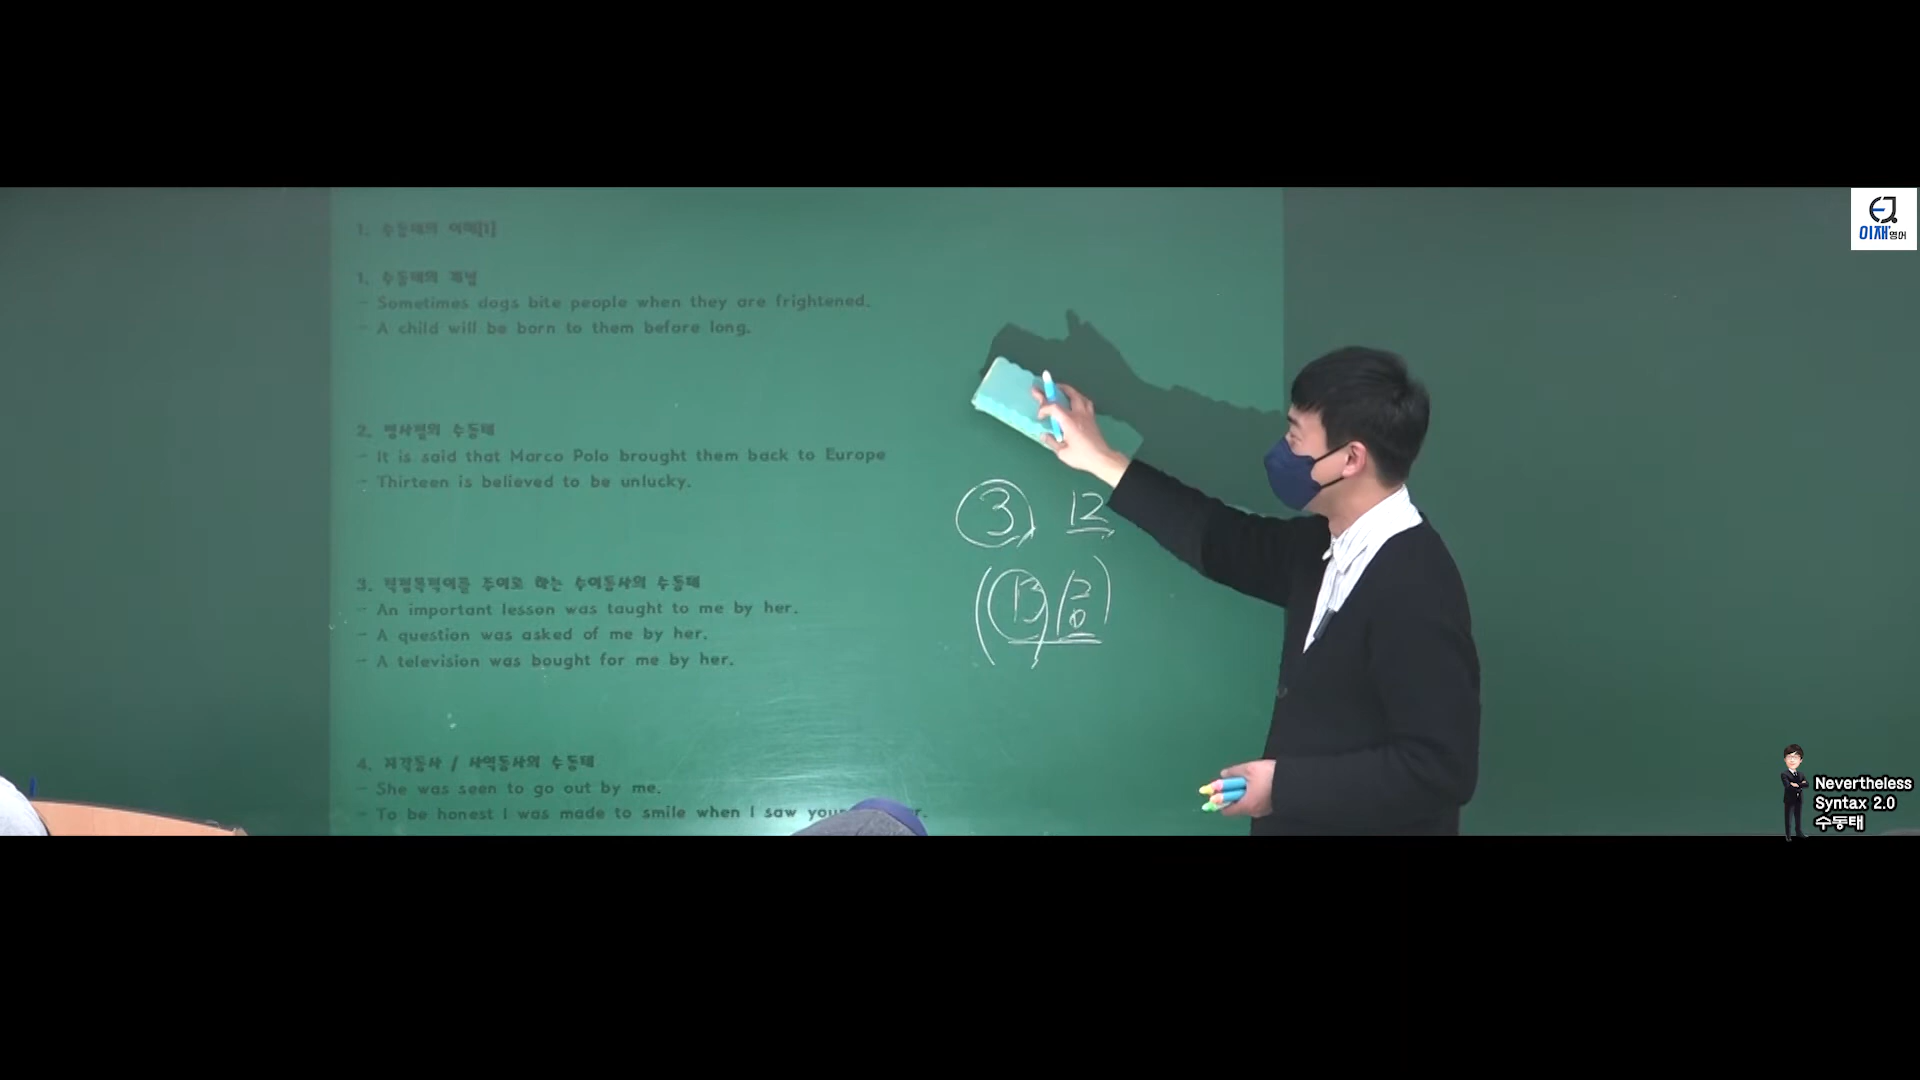 1. 수동태의 이해[1]
1. 수동태의 개념
- Sometimes dogs bite people when they are frightened.
- A child will be born to them before long.
2. 명사절의 수동태
- It is said that Marco Polo brought them back to Europe
- Thirteen is believed to be unlucky.
3. 직접목적어를 주어로 하는 수여동사의 수동태
- An important lesson was taught to me by her.
- A question was asked of me by her.
- A television was bought for me by her.
4. 지각동사 / 사역동사의 수동태
- She was seen to go out by me.
- To be honest I was made to smile when I saw
3 12
13
EJ
이재영어
Nevertheless
Syntax 2.0
수동태